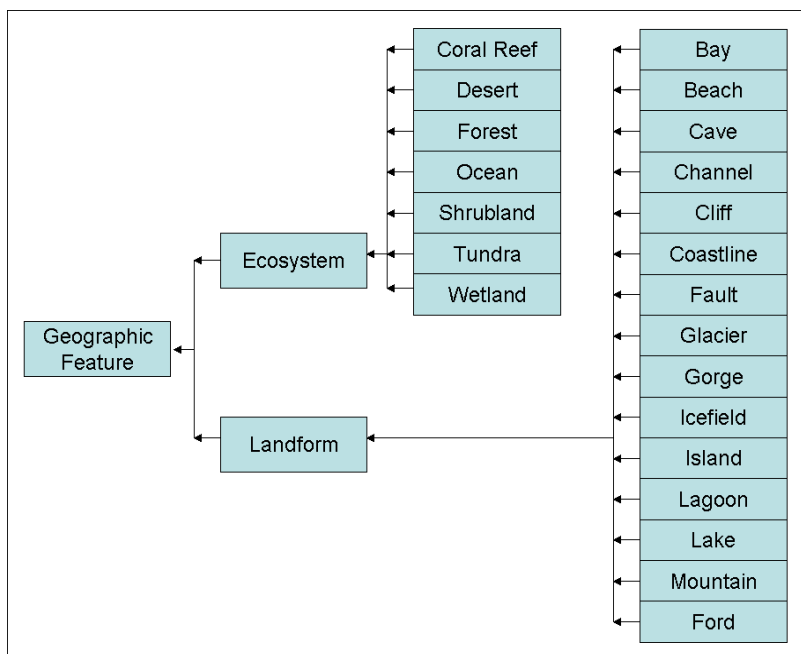 Geographic
Feature
Ecosystem
Landform
Coral Reef
Desert
Forest
Ocean
Shrubland
Tundra
Wetland
Bay
Beach
Cave
Channel
Cliff
Coastline
Fault
Glacier
Gorge
Icefield
Island
Lagoon
Lake
Mountain
Ford